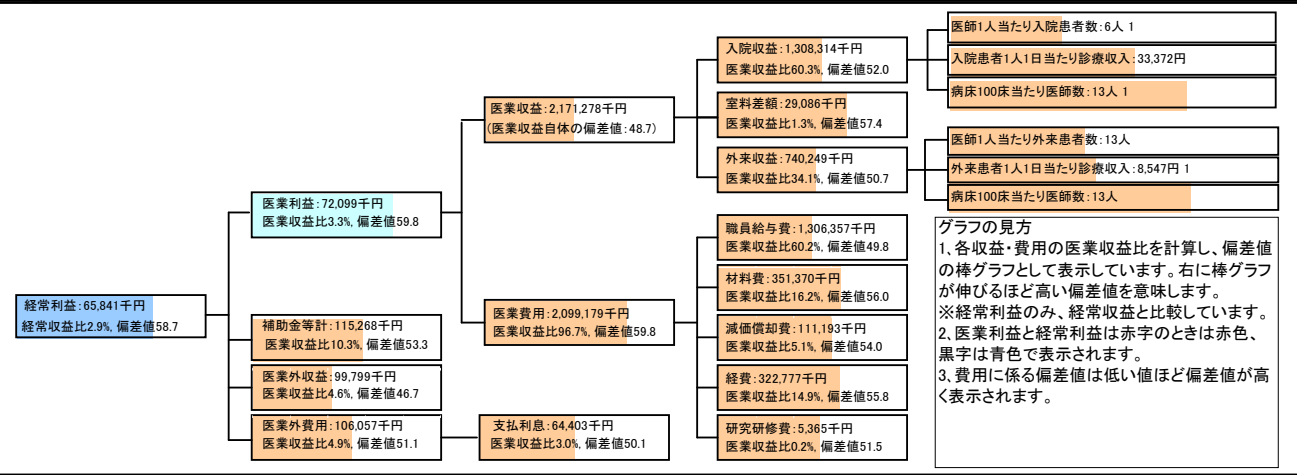 経常利益:65,841千円
経常収益比2.9%, 偏差値58.7
医業利益:72,099千円
医業収益比3.3%, 偏差値59.8
補助金等計:115,268千円
医業収益比10.3%, 偏差値53.3
医業外収益:99,799千円
医業収益比4.6%, 偏差値46.7
医業外費用:106,057千円
医業収益比4.9%, 偏差値51.1
支払利息:64,403千円
医業収益比3.0%, 偏差値50.1
医業収益:2,171,278千円
(医業収益自体の偏差値:48.7)
医業費用:2,099,179千円
医業収益比96.7%, 偏差値59.8
入院収益:1,308,314千円
医業収益比60.3%, 偏差値52.0
室料差額:29,086千円
医業収益比1.3%, 偏差値57.4
外来収益:740,249千円
医業収益比34.1%, 偏差値50.7
職員給与費:1,306,357千円
医業収益比60.2%, 偏差値49.8
材料費:351,370千円
医業収益比16.2%, 偏差値56.0
減価償却費:111,193千円
医業収益比5.1%, 偏差値54.0
経費:322,777千円
医業収益比14.9%, 偏差値55.8
研究研修費:5,365千円
医業収益比0.2%, 偏差値51.5
医師1人当たり入院患者数:6人 1
入院患者1人1日当たり診療収入:33,372円
病床100床当たり医師数:13人 1
医師1人当たり外来患者数:13人
外来患者1人1日当たり診療収入:8,547円 1
病床100床当たり医師数:13人
グラフの見方
1、各収益・費用の医業収益比を計算し、偏差値
の棒グラフとして表示しています。右に棒グラフ
が伸びるほど高い偏差値を意味します。
※経常利益のみ、経常収益と比較しています。
2、医業利益と経常利益は赤字のときは赤色、
黒字は青色で表示されます。
3、費用に係る偏差値は低い値ほど偏差値が高
く表示されます。